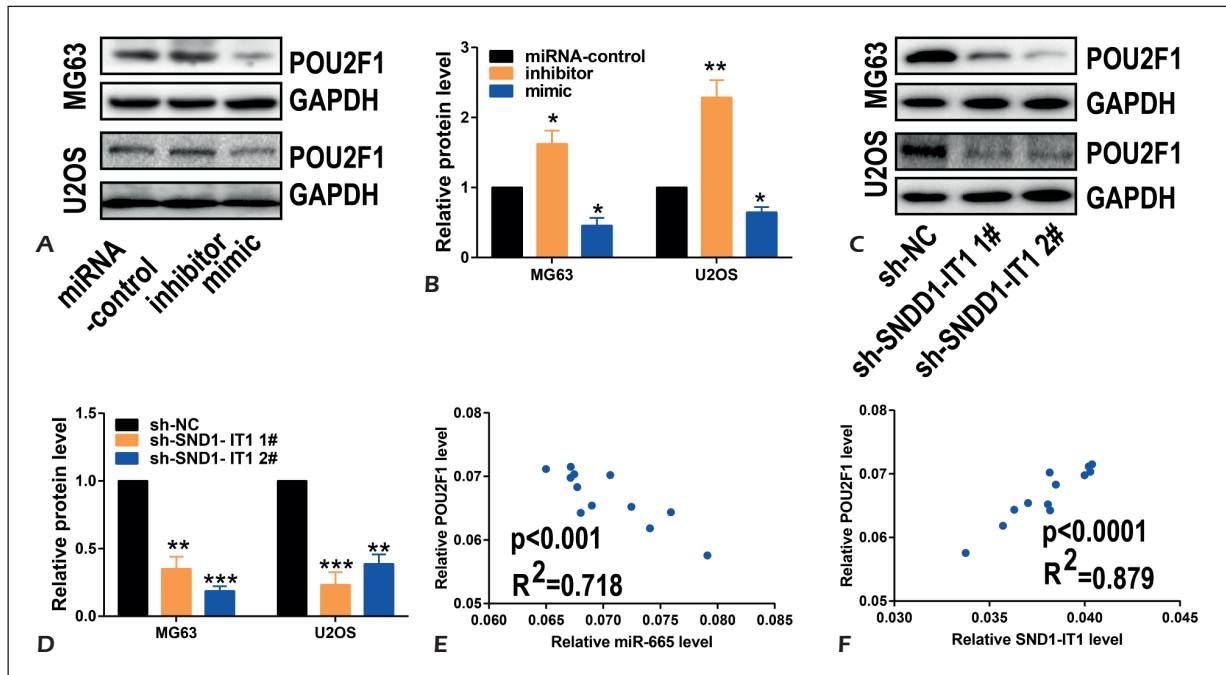 MG63
POU2F1
GAPDH
U2OS
POU2F1
GAPDH
A
miRNA
-control
inhibitor
mimic
Relative protein level
3
2
1
0
miRNA-control
inhibitor
mimic
*
*
**
*
MG63
U2OS
B
MG63
POU2F1
GAPDH
U2OS
POU2F1
GAPDH
C
sh-NC
sh-SNDD1-IT1 1#
sh-SNDD1-IT1 2#
Relative protein level
1.5
1.0
0.5
0.0
sh-NC
sh-SND1- IT1 1#
sh-SND1- IT1 2#
**
***
***
**
MG63
U2OS
D
Relative POU2F1 level
0.08
0.07
0.06
0.05
p<0.001
R2=0.718
0.060
0.065
0.070
0.075
0.080
0.085
Relative miR-665 level
E
Relative POU2F1 level
0.08
0.07
0.06
0.05
p<0.0001
R2=0.879
0.030
0.035
0.040
0.045
Relative SND1-IT1 level
F